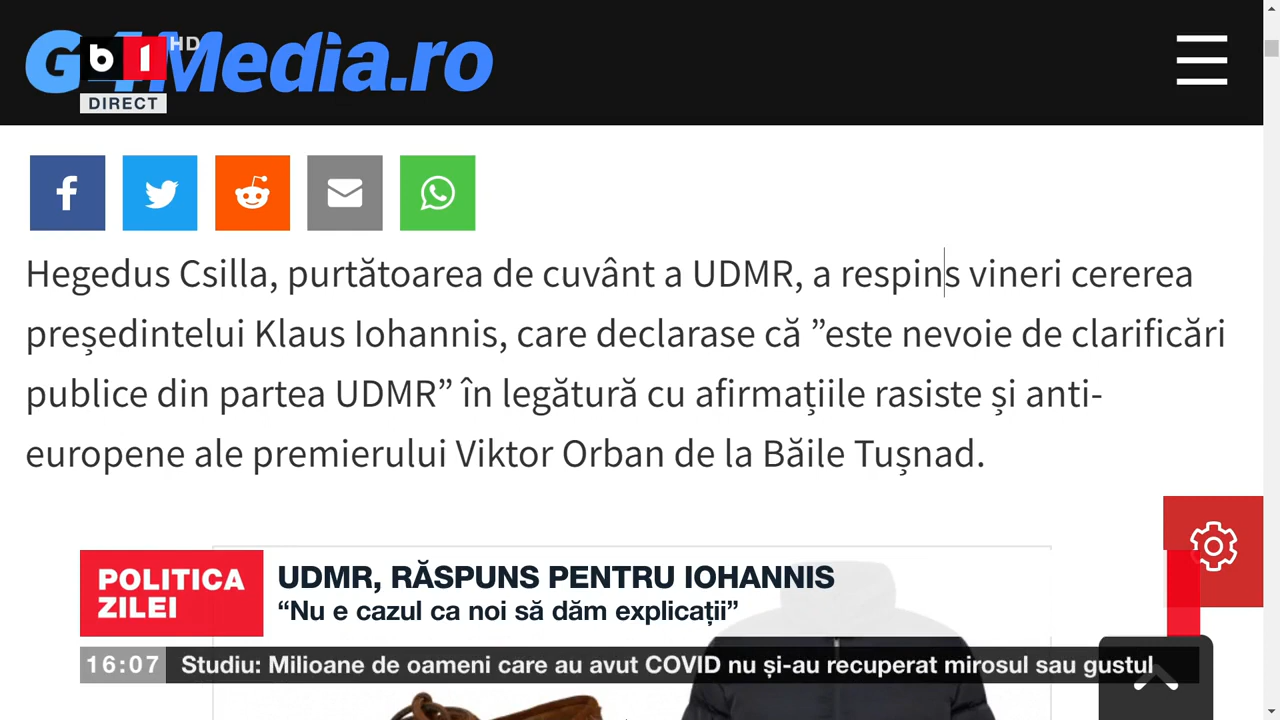 G4Media.ro
b1
HD
DIRECT
Hegedus Csilla, purtătoarea de cuvânt a UDMR, a respins vineri cererea
președintelui Klaus Iohannis, care declarase că ”este nevoie de clarificări
publice din partea UDMR” în legătură cu afirmațiile rasiste și anti-
europene ale premierului Viktor Orban de la Băile Tușnad.
POLITICA
ZILEI
UDMR, RĂSPUNS PENTRU IOHANNIS
“Nu e cazul ca noi să dăm explicații”
16:07 Studiu: Milioane de oameni care au avut COVID nu și-au recuperat mirosul sau gustul